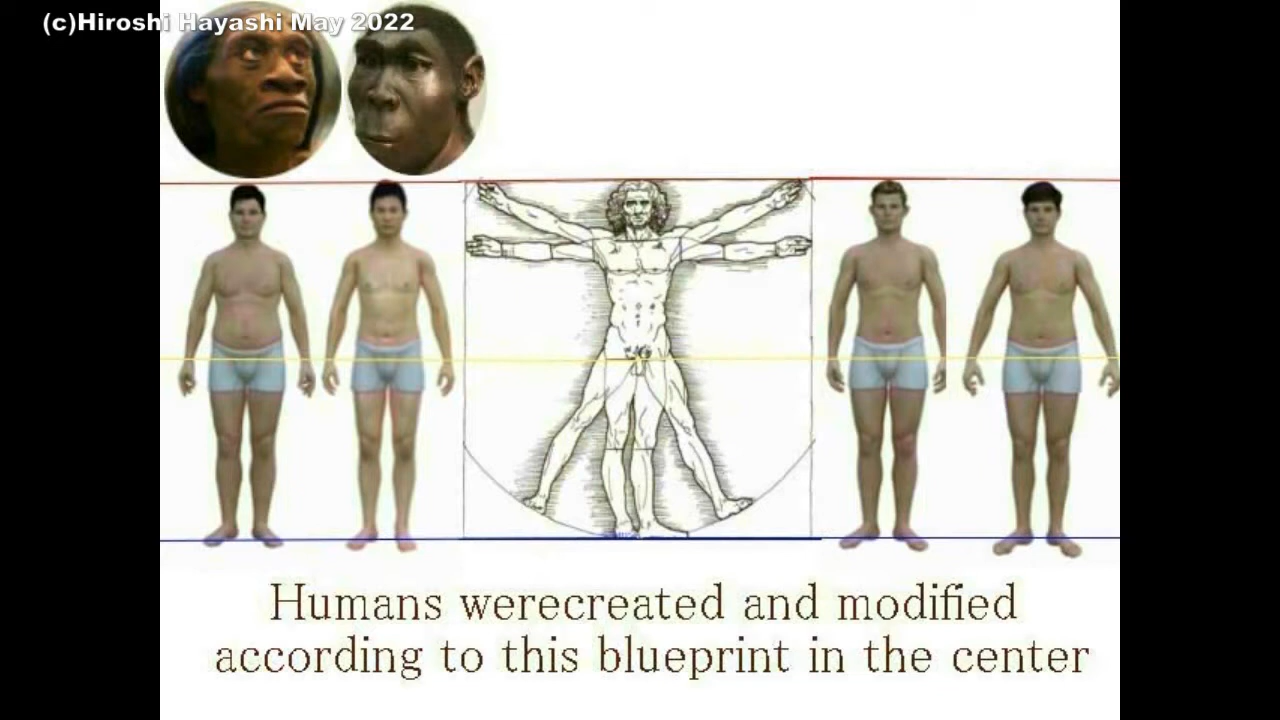 (c)Hiroshi Hayashi May 2022
Humans werecreated and modified
according to this blueprint in the center